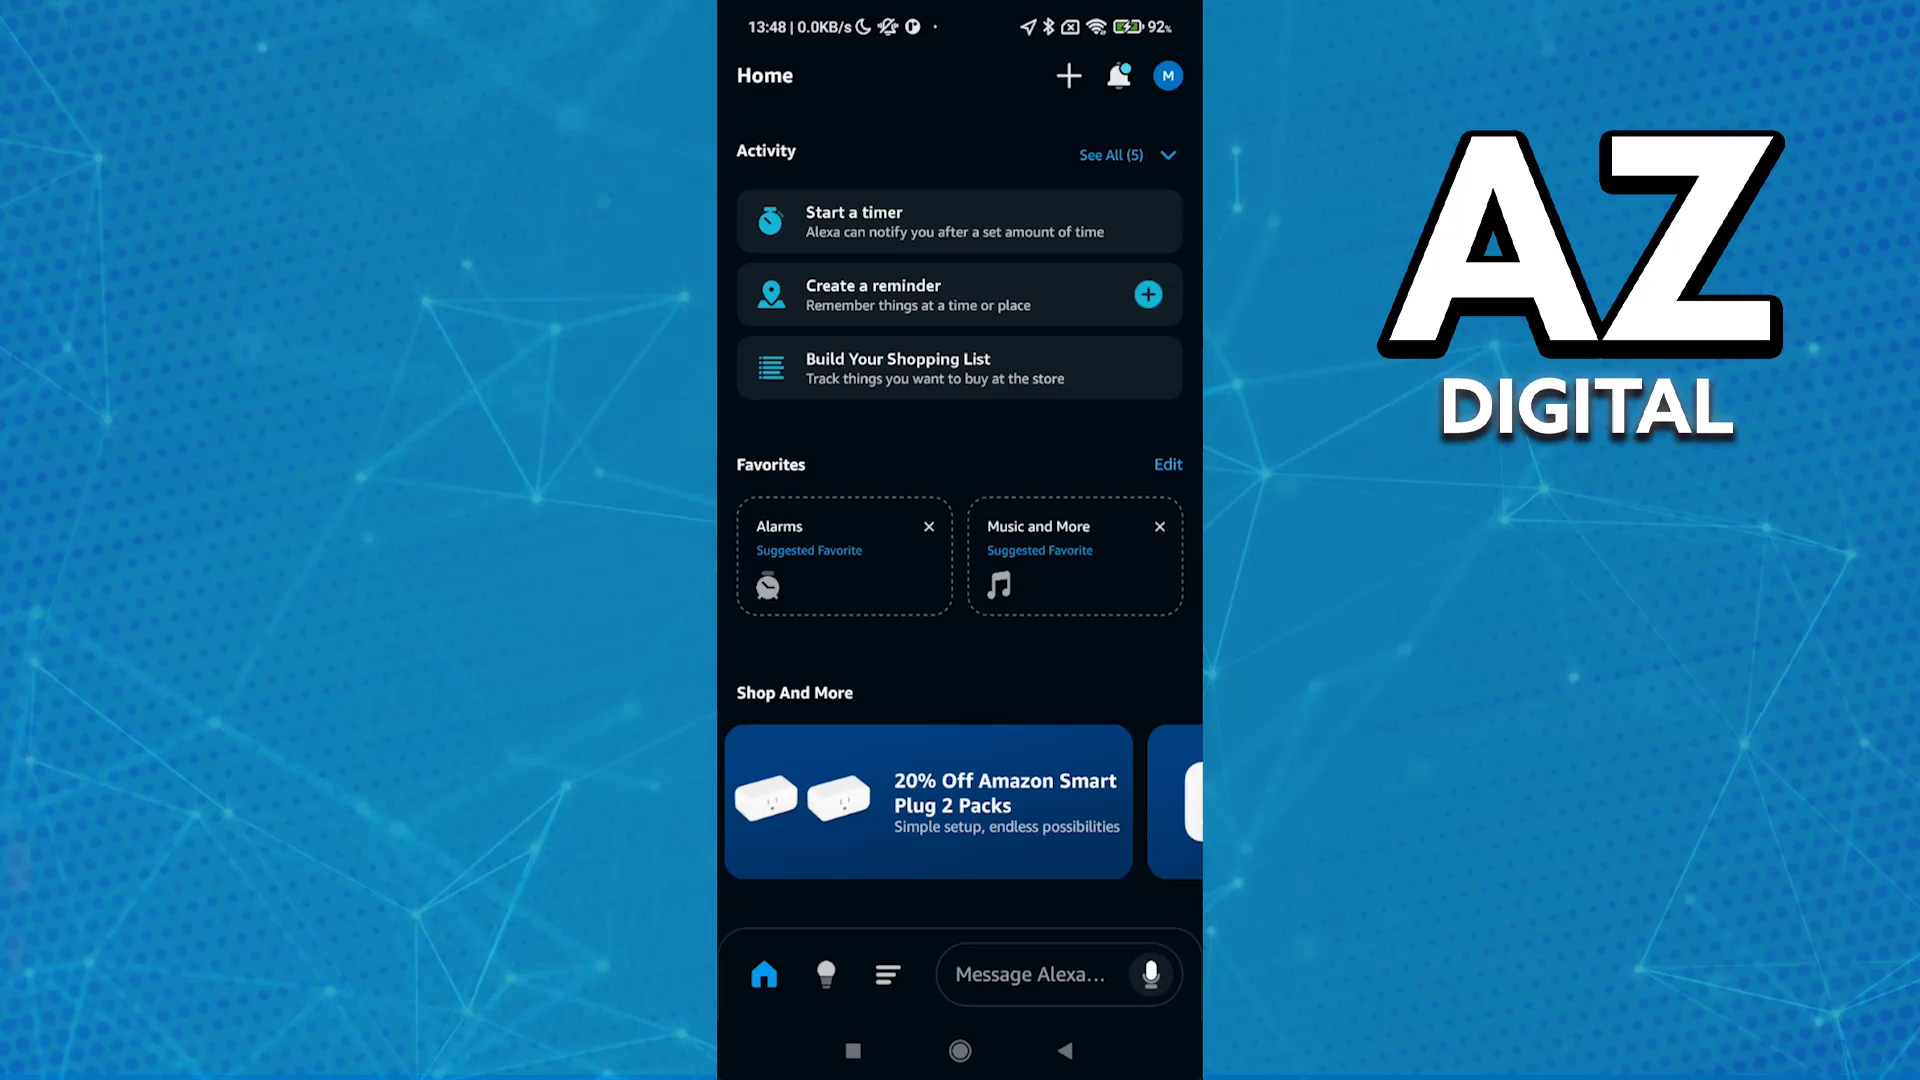 13:48 | 0.0KB/s
92%
Home
M
Activity
See All (5)
Start a timer
Alexa can notify you after a set amount of time
Create a reminder
Remember things at a time or place
Build Your Shopping List
Track things you want to buy at the store
Favorites
Edit
Alarms
Suggested Favorite
Music and More
Suggested Favorite
Shop And More
20% Off Amazon Smart
Plug 2 Packs
Simple setup, endless possibilities
Message Alexa...
AZ
DIGITAL